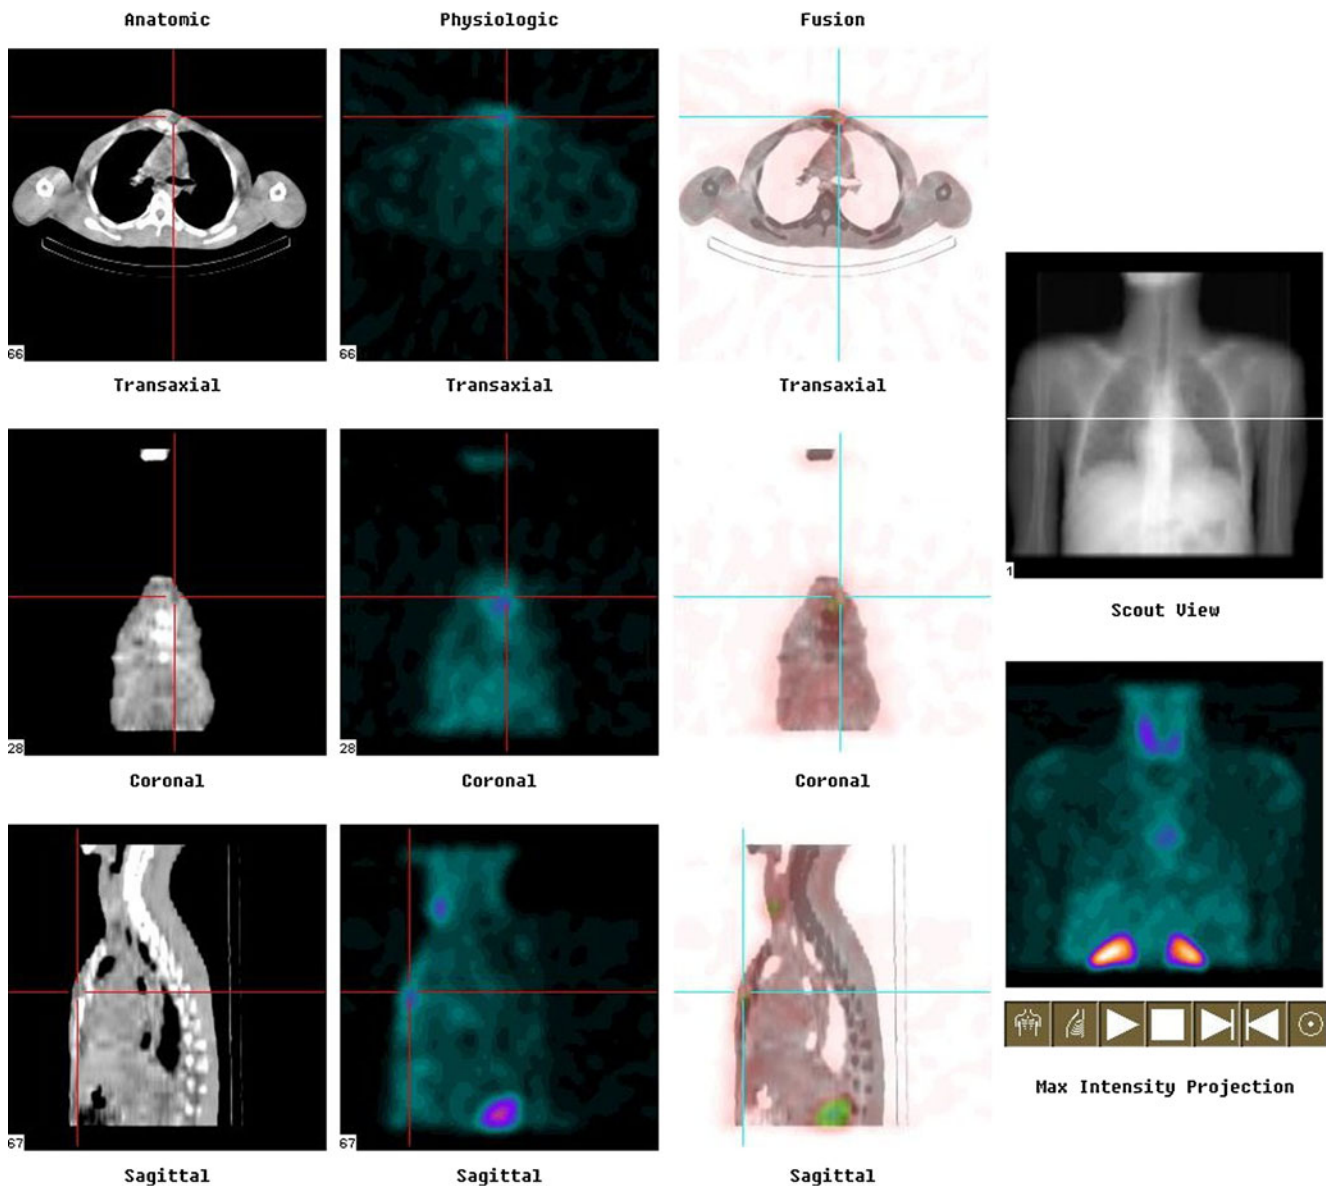 Anatomic
Physiologic
Fusion
66
66
Transaxial
Transaxial
Transaxial
28
28
Coronal
Coronal
Coronal
1
Scout View
67
67
Sagittal
Sagittal
Sagittal
Max Intensity Projection